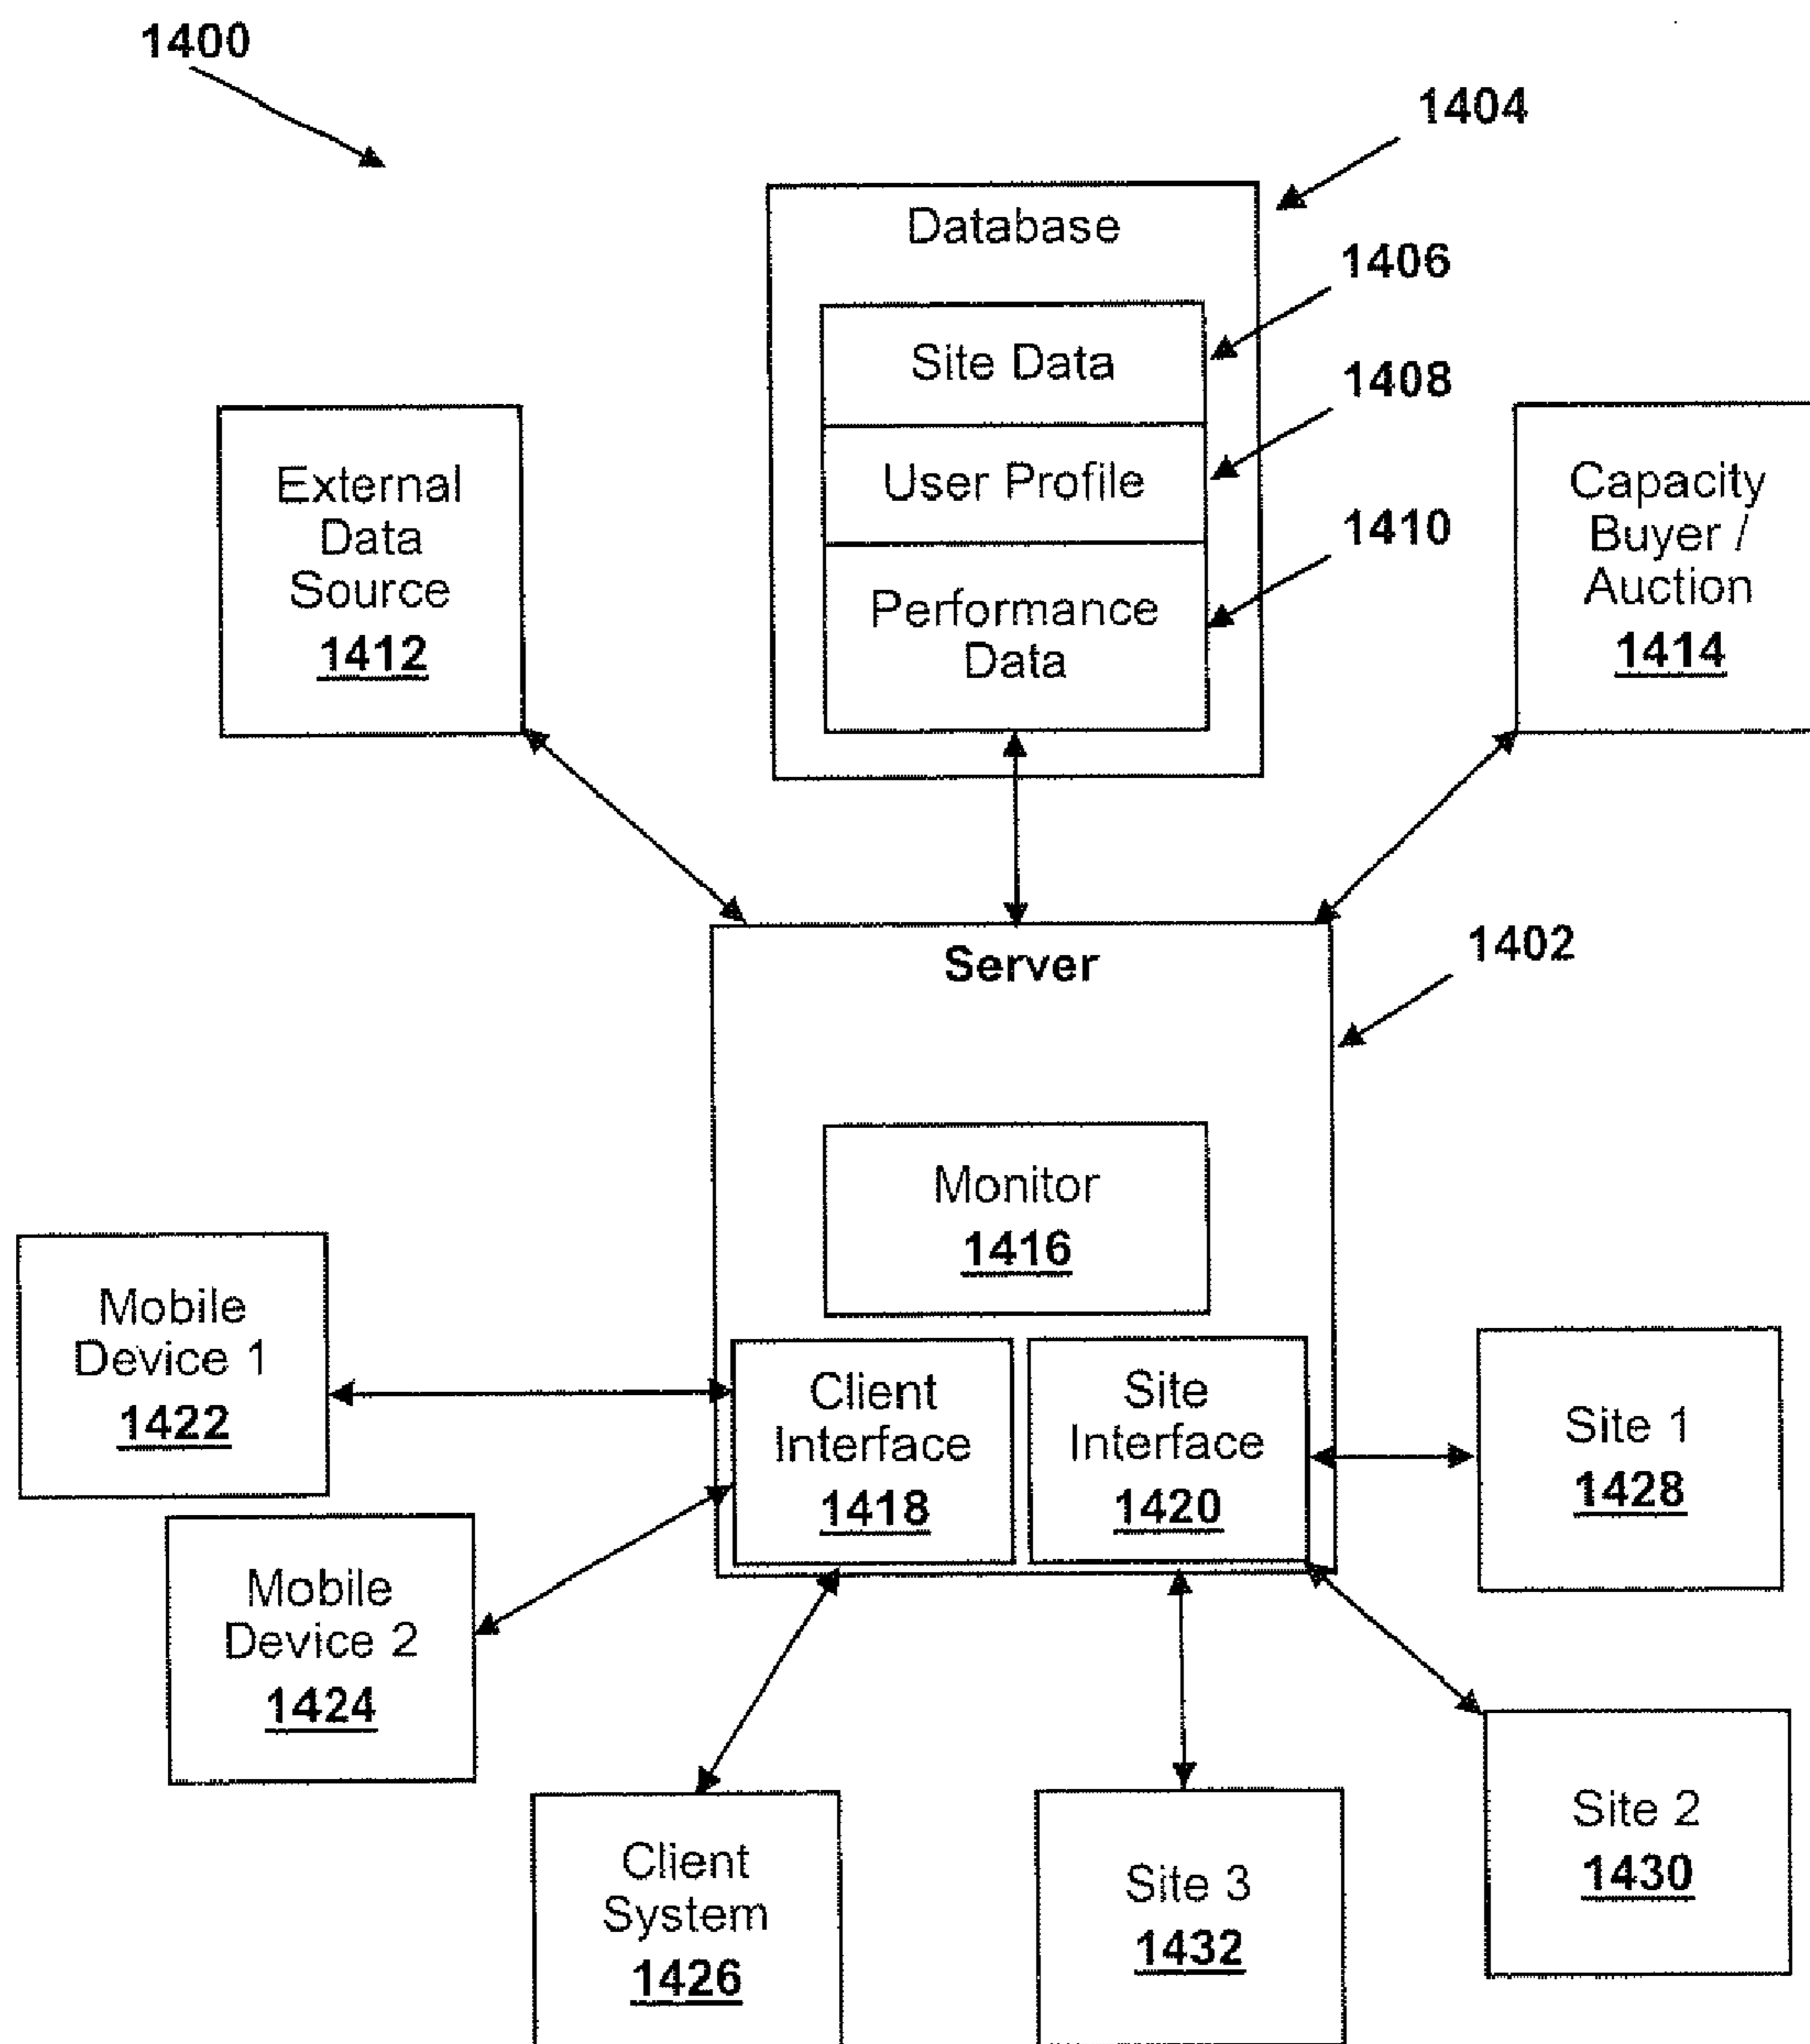 1400
1404
Database
1406
Site Data
1408
User Profile
1410
Performance
Data
External
Data
Source
1412
Capacity
Buyer /
Auction
1414
Server
1402
Monitor
1416
Mobile
Device 1
1422
Client
Interface
1418
Site
Interface
1420
Site 1
1428
Mobile
Device 2
1424
Client
System
1426
Site 3
1432
Site 2
1430